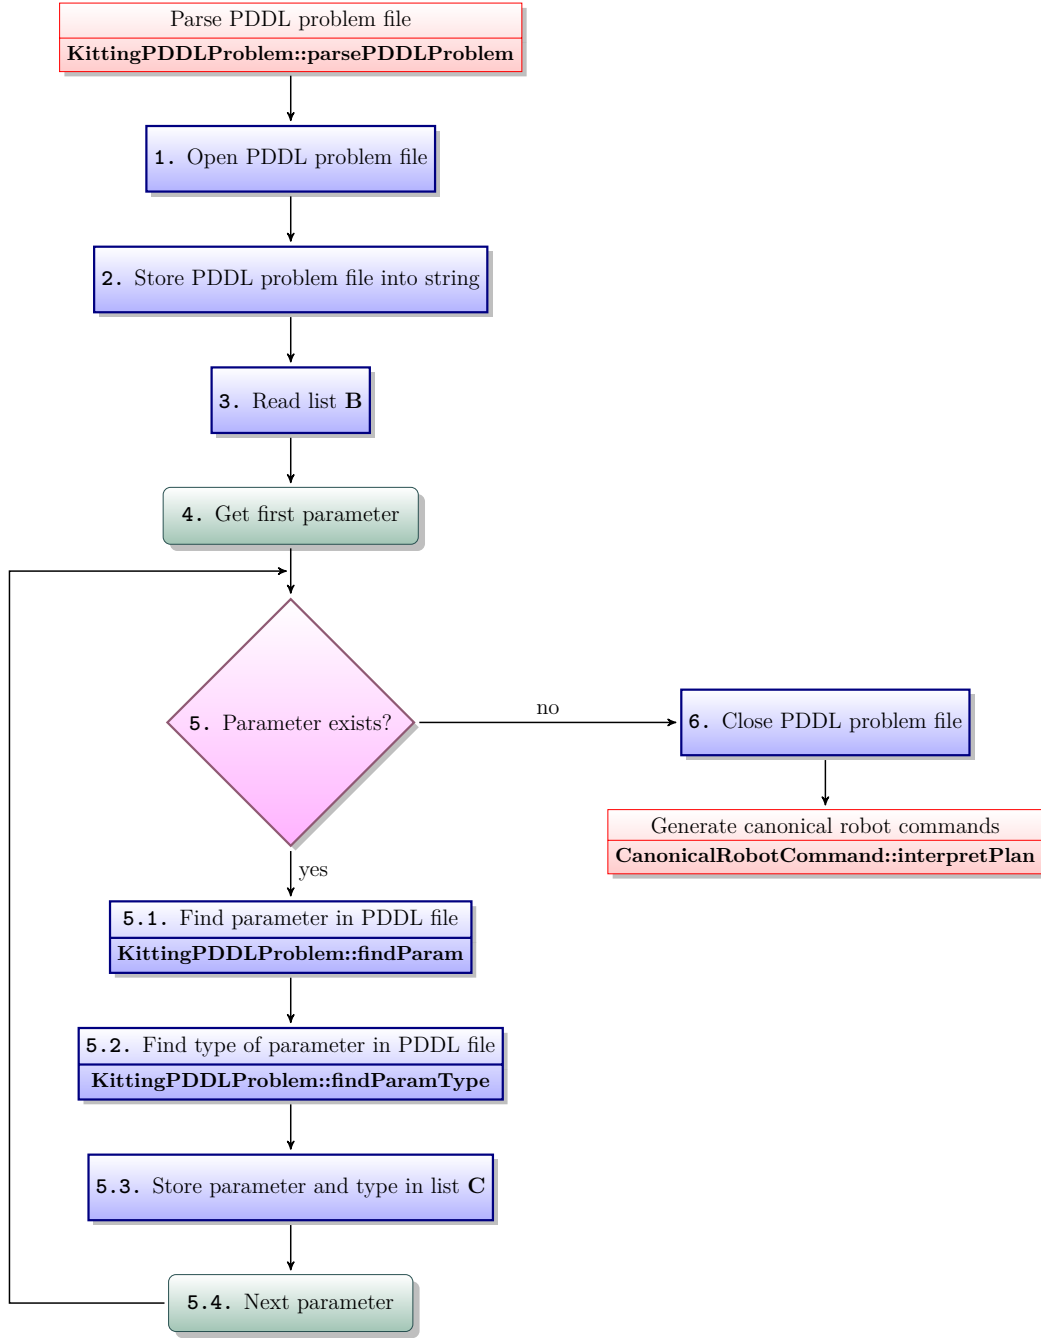 Parse PDDL problem file
KittingPDDLProblem::parsePDDLProblem
1. Open PDDL problem file
2. Store PDDL problem file into string
3. Read list B
4. Get first parameter
5. Parameter exists?
no
6. Close PDDL problem file
Generate canonical robot commands
CanonicalRobotCommand::interpretPlan
yes
5.1. Find parameter in PDDL file
KittingPDDLProblem::findParam
5.2. Find type of parameter in PDDL file
KittingPDDLProblem::findParamType
5.3. Store parameter and type in list C
5.4. Next parameter